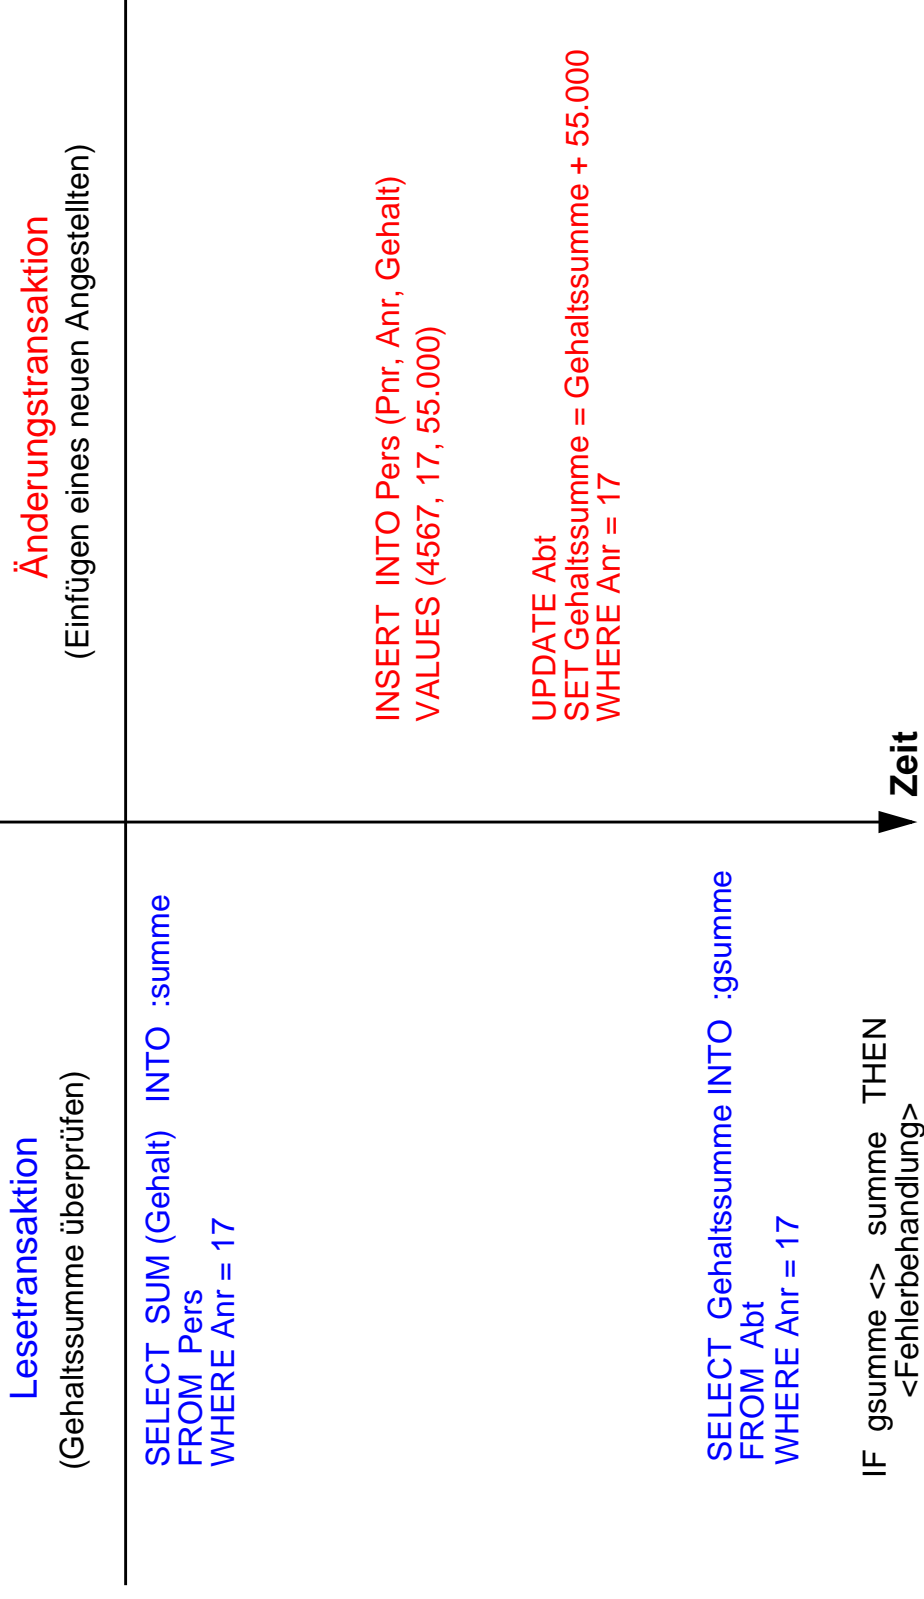 Lesetransaktion
(Gehaltssumme überprüfen)
Änderungstransaktion
(Einfügen eines neuen Angestellten)
SELECT SUM (Gehalt) INTO :summe
FROM Pers
WHERE Anr = 17
INSERT INTO Pers (Pnr, Anr, Gehalt)
VALUES (4567, 17, 55.000)
UPDATE Abt
SET Gehaltssumme = Gehaltssumme + 55.000
WHERE Anr = 17
SELECT Gehaltssumme INTO :gsumme
FROM Abt
WHERE Anr = 17
IF gsumme <> summe THEN
<Fehlerbehandlung>
Zeit